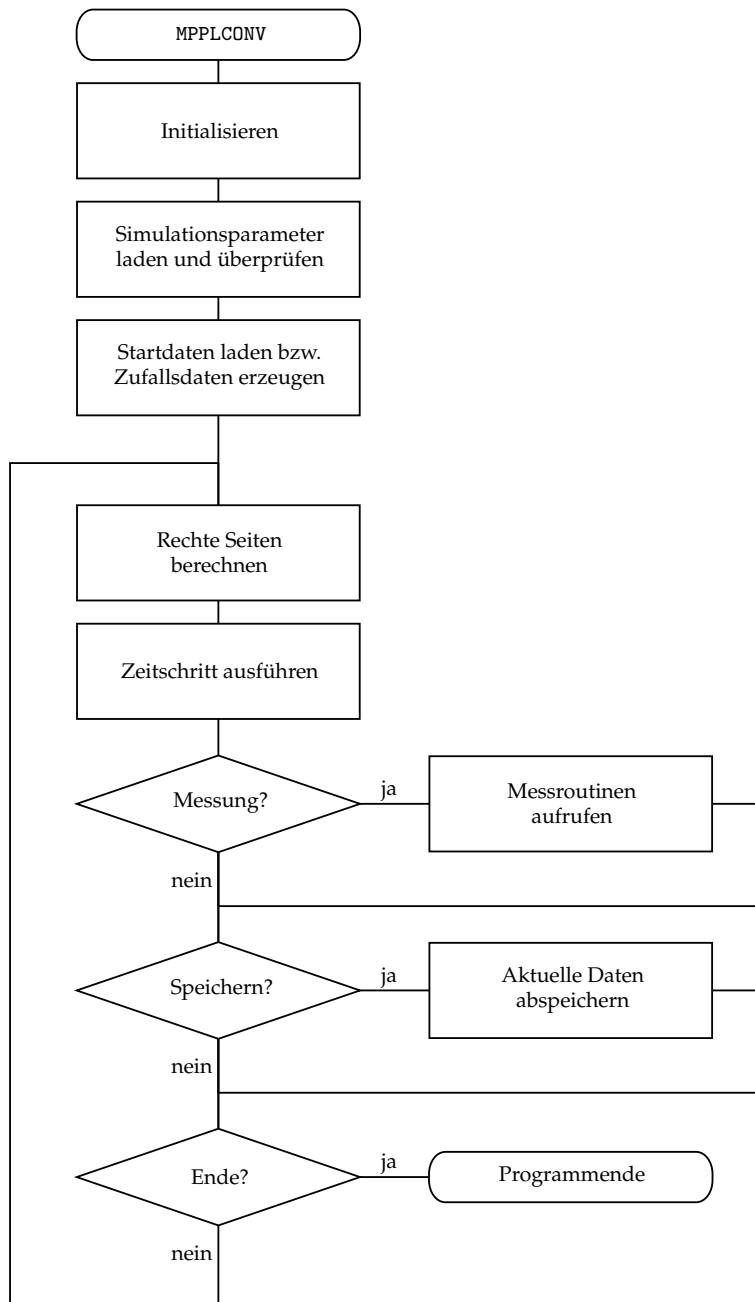 MPPLCONV
Initialisieren
Simulationsparameter
laden und überprüfen
Startdaten laden bzw.
Zufallsdaten erzeugen
Rechte Seiten
berechnen
Zeitschritt ausführen
Messung?
ja
Messroutinen
aufrufen
nein
Speichern?
ja
Aktuelle Daten
abspeichern
nein
Ende?
ja
Programmende
nein